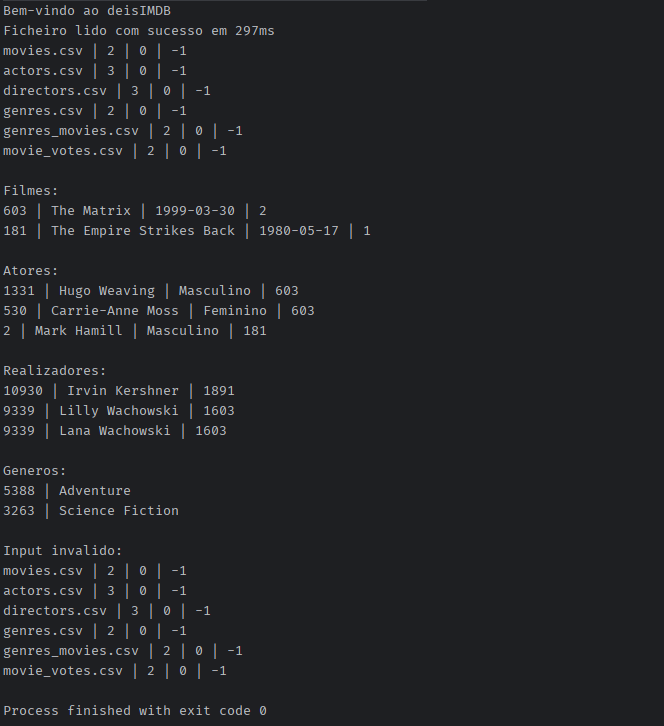 Bem-vindo ao deisIMDB
Ficheiro lido com sucesso em 297ms
movies.csv | 2 | 0 | -1
actors.csv | 3 | 0 | -1
directors.csv | 3 | 0 | -1
genres.csv | 2 | 0 | -1
genres_movies.csv | 2 | 0 | -1
movie_votes.csv | 2 | 0 | -1
Filmes:
603 | The Matrix | 1999-03-30 | 2
181 | The Empire Strikes Back | 1980-05-17 | 1
Atores:
1331 | Hugo Weaving | Masculino | 603
530 | Carrie-Anne Moss | Feminino | 603
2 | Mark Hamill | Masculino | 181
Realizadores:
10930 | Irvin Kershner | 1891
9339 | Lilly Wachowski | 1603
9339 | Lana Wachowski | 1603
Generos:
5388 | Adventure
3263 | Science Fiction
Input invalido:
movies.csv | 2 | 0 | -1
actors.csv | 3 | 0 | -1
directors.csv | 3 | 0 | -1
genres.csv | 2 | 0 | -1
genres_movies.csv | 2 | 0 | -1
movie_votes.csv | 2 | 0 | -1
Process finished with exit code 0